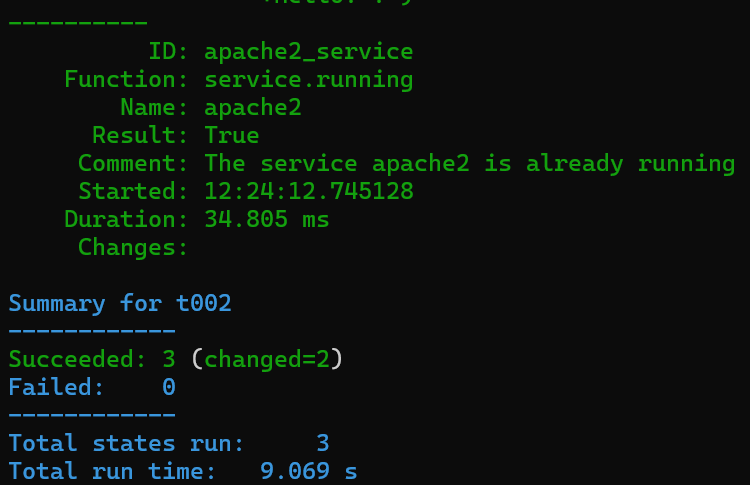 ----------
          ID: apache2_service
    Function: service.running
        Name: apache2
      Result: True
     Comment: The service apache2 is already running
     Started: 12:24:12.745128
    Duration: 34.805 ms
     Changes:

Summary for t002
------------
Succeeded: 3 (changed=2)
Failed:    0
------------
Total states run:     3
Total run time:   9.069 s